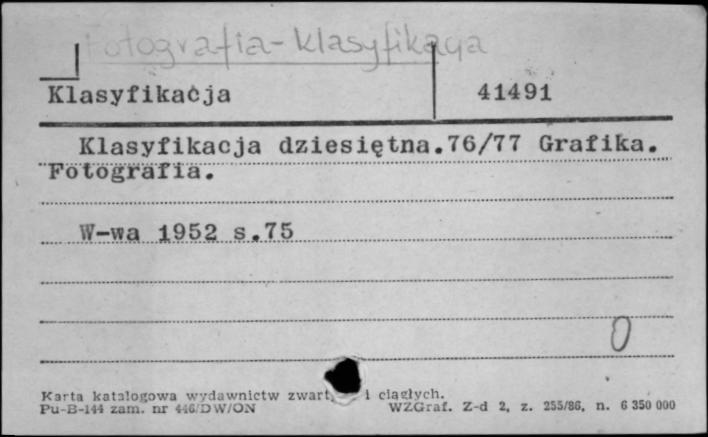 Fotografia-klasyfikacja
Klasyfikacja 41491
Klasyfikacja dziesiętna.76/77 Grafika.
Fotografia.
W-wa 1952 s.75
0
Karta katalogowa wydawnictw i ciągłych.
Pu-B-144 zam. nr 446/DW/ON WZGraf. Z-d 2, z. 255/86, n. 6 350 000